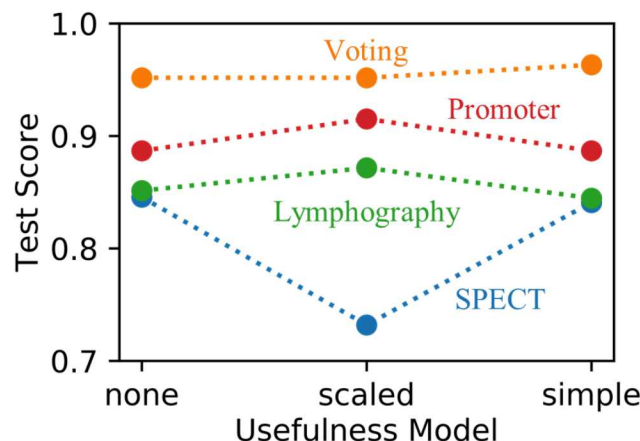 1.0
0.9
0.8
0.7
Test Score
Voting
Promoter
Lymphography
SPECT
none scaled simple
Usefulness Model